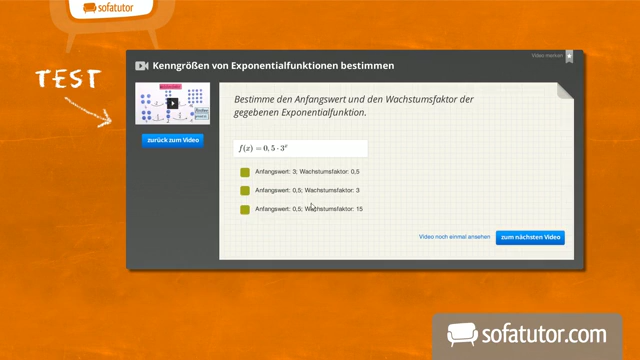 sofatutor
TEST
Video merken
Kenngrößen von Exponentialfunktionen bestimmen
Bestimme den Anfangswert und den Wachstumsfaktor der
gegebenen Exponentialfunktion.
f(x) = 0, 5 · 3ˣ
zurück zum Video
Anfangswert: 3; Wachstumsfaktor: 0,5
Anfangswert: 0,5; Wachstumsfaktor: 3
Anfangswert: 0,5; Wachstumsfaktor: 15
Video noch einmal ansehen
zum nächsten Video
sofatutor.com